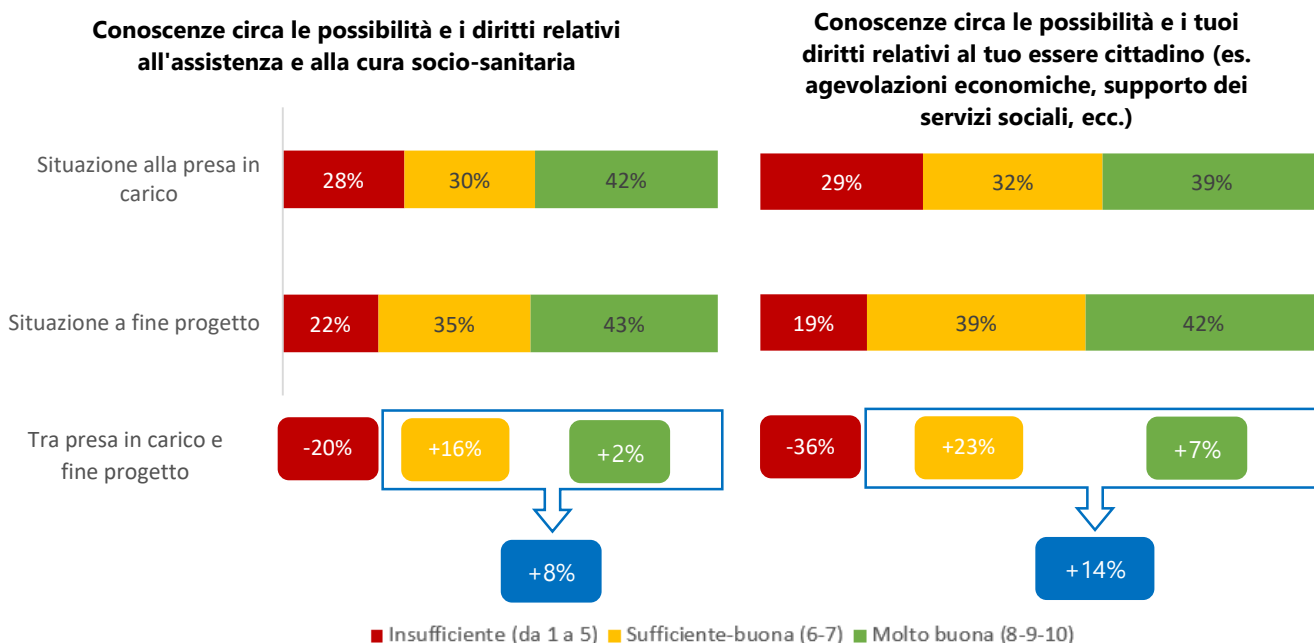 Conoscenze circa le possibilità e i diritti relativi
all'assistenza e alla cura socio-sanitaria
Conoscenze circa le possibilità e i tuoi
diritti relativi al tuo essere cittadino (es.
agevolazioni economiche, supporto dei
servizi sociali, ecc.)
Situazione alla presa in
carico
28% 30% 42% 29% 32% 39%
Situazione a fine progetto 22% 35% 43% 19% 39% 42%
Tra presa in carico e
fine progetto
-20% +16% +2% -36% +23% +7%
+8% +14%
Insufficiente (da 1 a 5) Sufficiente-buona (6-7) Molto buona (8-9-10)